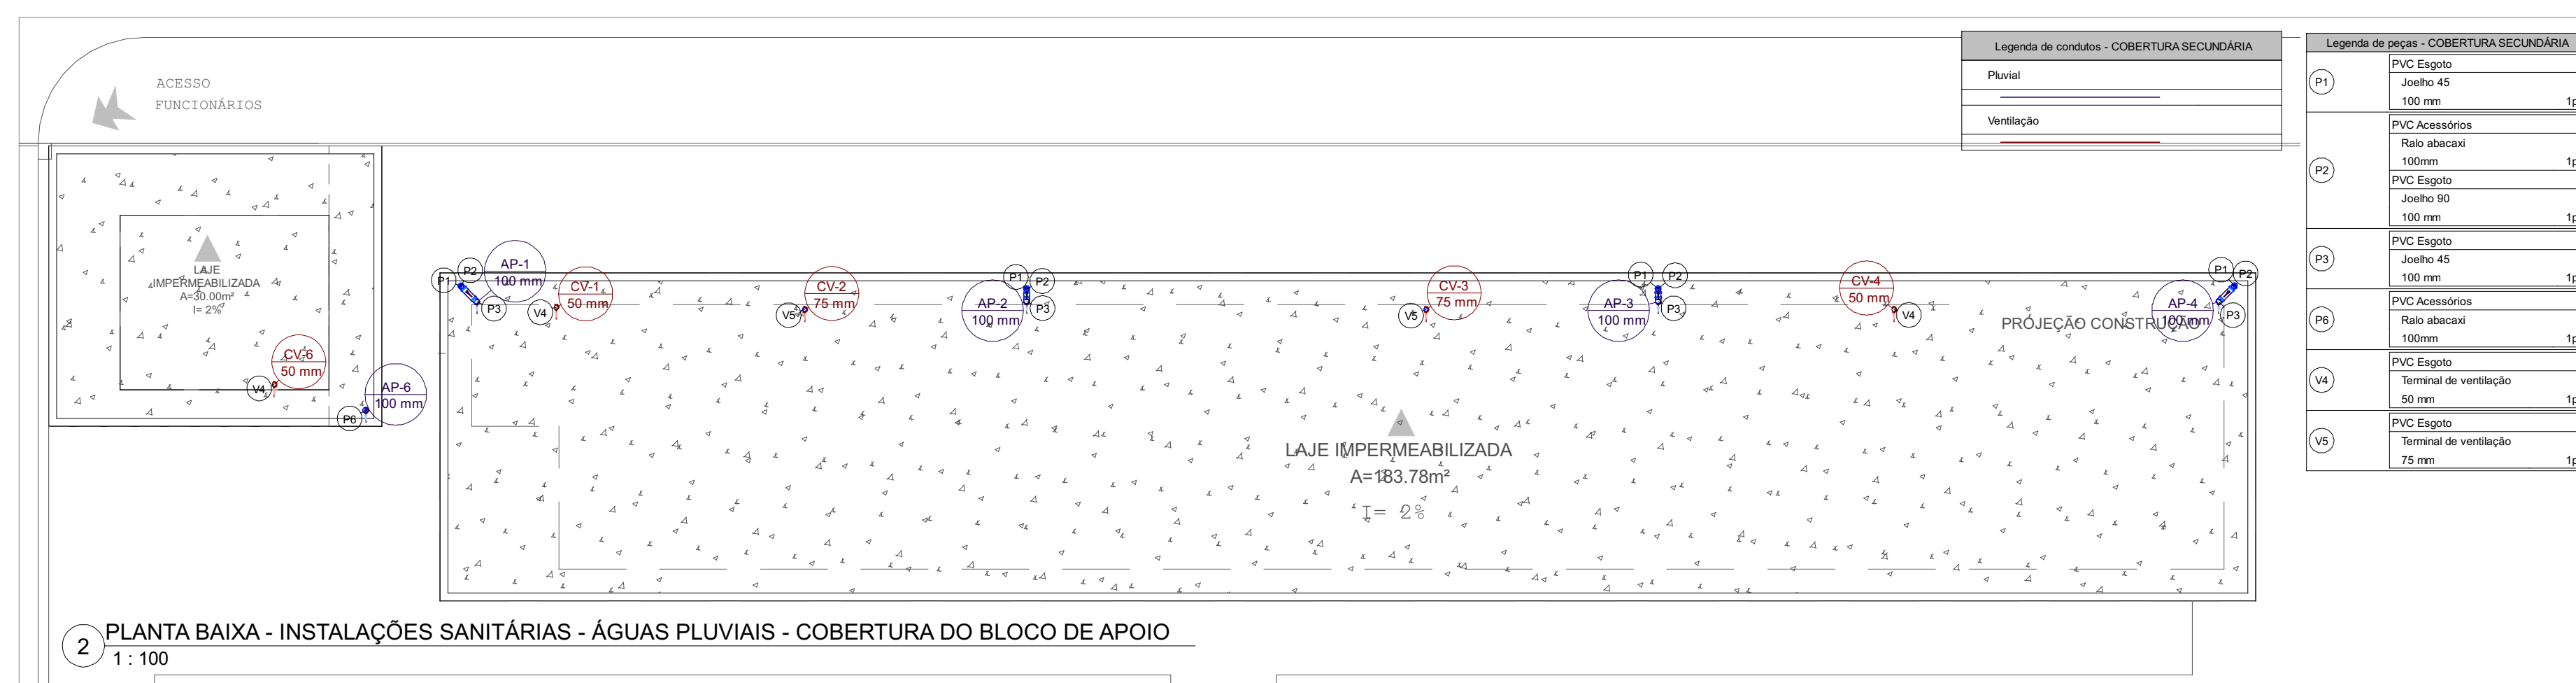 ACESSO
FUNCIONÁRIOS
Legenda de condutos - COBERTURA SECUNDÁRIA
Pluvial
Ventilação
Legenda de peças - COBERTURA SECUNDÁRIA
P1
PVC Esgoto
Joelho 45
100 mm
P2
PVC Acessórios
Ralo abacaxi
100mm
PVC Esgoto
Joelho 90
100 mm
P3
PVC Esgoto
Joelho 45
100 mm
P6
PVC Acessórios
Ralo abacaxi
100mm
V4
PVC Esgoto
Terminal de ventilação
50 mm
V5
PVC Esgoto
Terminal de ventilação
75 mm
LAJE
IMPERMEABILIZADA
A=30.00m²
I= 2%
CV-6
50 mm
V4
AP-6
100 mm
P6
P1
P2
AP-1
100 mm
P3
CV-1
50 mm
V4
CV-2
75 mm
V5
AP-2
100 mm
P1
P2
P3
CV-3
75 mm
V5
AP-3
100 mm
P1
P2
P3
CV-4
50 mm
V4
AP-4
100 mm
P1
P2
P3
PRÓJEÇÃO CONSTRUÇÃO
LAJE IMPERMEABILIZADA
A=183.78m²
I= 2%
2
PLANTA BAIXA - INSTALAÇÕES SANITÁRIAS - ÁGUAS PLUVIAIS - COBERTURA DO BLOCO DE APOIO
1 : 100